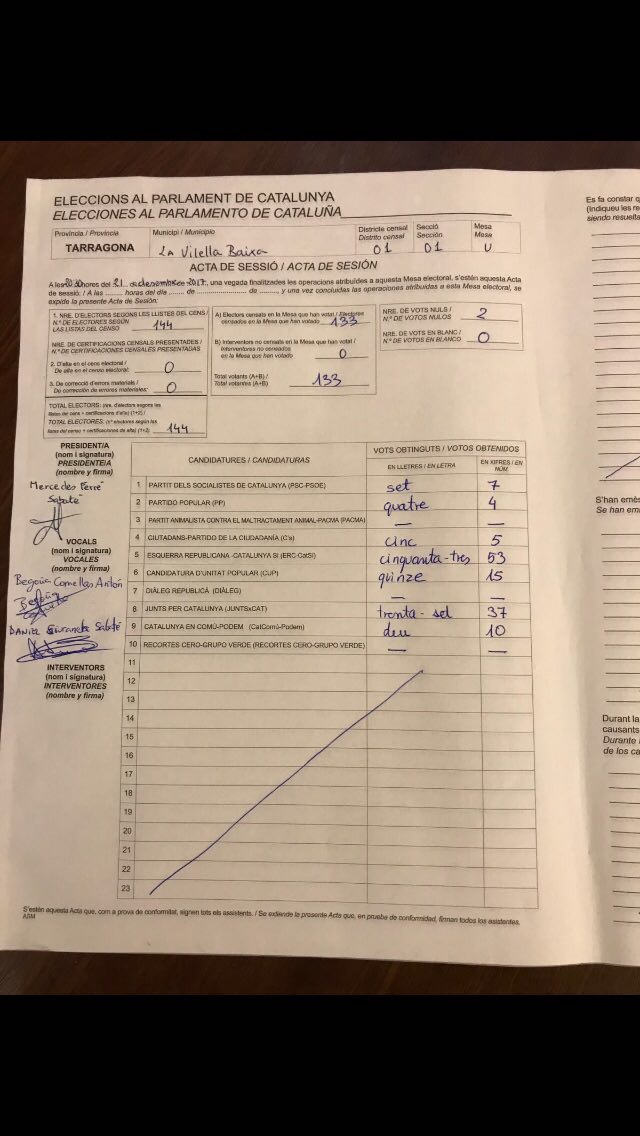 ELECCIONS AL PARLAMENT DE CATALUNYA
ELECCIONES AL PARLAMENTO DE CATALUÑA
Província / Provincia
Municipi / Municipio
Districte censal
Distrito censal
Secció
Sección
Mesa
Mesa
TARRAGONA
La Vilella Baixa
01
01
U
ACTA DE SESSIÓ / ACTA DE SESIÓN
A les 20:30 hores del 21 de desembre de 2017, una vegada finalitzades les operacions atribuïdes a aquesta Mesa electoral, s'estén aquesta Acta
de sessió: / A las ......... horas del día ....... de ..................... de ........., y una vez concluidas las operaciones atribuidas a esta Mesa electoral, se
expide la presente Acta de Sesión:
1. NRE. D'ELECTORS SEGONS LES LLISTES DEL CENS /
N.º DE ELECTORES SEGÚN
LAS LISTAS DEL CENSO
144
NRE. DE CERTIFICACIONS CENSALS PRESENTADES /
N.º DE CERTIFICACIONES CENSALES PRESENTADAS
2. D'alta en el cens electoral /
De alta en el censo electoral:
0
3. De correcció d'errors materials /
De corrección de errores materiales:
0
TOTAL ELECTORS: (nre. d'electors segons les
llistes del cens + certificacions d'alta) (1+2) /
TOTAL ELECTORES: (n.º electores según las
listas del censo + certificaciones de alta) (1+2)
144
A) Electors censats en la Mesa que han votat / Electores
censados en la Mesa que han votado
133
B) Interventors no censats en la Mesa que han votat /
Interventores no censados
en la Mesa que han votado
0
Total votants (A+B) /
Total votantes (A+B)
133
NRE. DE VOTS NULS /
N.º DE VOTOS NULOS
2
NRE. DE VOTS EN BLANC /
N.º DE VOTOS EN BLANCO
0
PRESIDENT/A
(nom i signatura)
PRESIDENTE/A
(nombre y firma)
Mercedes Ferré
Sabaté
VOCALS
(nom i signatura)
VOCALES
(nombre y firma)
Begoña Comellas Antón
Begoña
DANIEL Siuraneta Sabaté
INTERVENTORS
(nom i signatura)
INTERVENTORES
(nombre y firma)
CANDIDATURES / CANDIDATURAS
VOTS OBTINGUTS / VOTOS OBTENIDOS
EN LLETRES / EN LETRA
EN XIFRES / EN NÚM.
1 PARTIT DELS SOCIALISTES DE CATALUNYA (PSC-PSOE) set 7
2 PARTIDO POPULAR (PP) quatre 4
3 PARTIT ANIMALISTA CONTRA EL MALTRACTAMENT ANIMAL-PACMA (PACMA) — —
4 CIUTADANS-PARTIDO DE LA CIUDADANÍA (C's) cinc 5
5 ESQUERRA REPUBLICANA -CATALUNYA SÍ (ERC-CatSí) cinquanta-tres 53
6 CANDIDATURA D'UNITAT POPULAR (CUP) quinze 15
7 DIÀLEG REPUBLICÀ (DIÀLEG) — —
8 JUNTS PER CATALUNYA (JUNTSxCAT) trenta-set 37
9 CATALUNYA EN COMÚ-PODEM (CatComú-Podem) deu 10
10 RECORTES CERO-GRUPO VERDE (RECORTES CERO-GRUPO VERDE) — —
11
12
13
14
15
16
17
18
19
20
21
22
23
S'estén aquesta Acta que, com a prova de conformitat, signen tots els assistents. / Se extiende la presente Acta que, en prueba de conformidad, firman todos los asistentes.
ASM
Es fa constar q
(Indiqueu les re
siendo resuelta
S'han emès
Se han em
Durant la
causants
Durante
de los ca